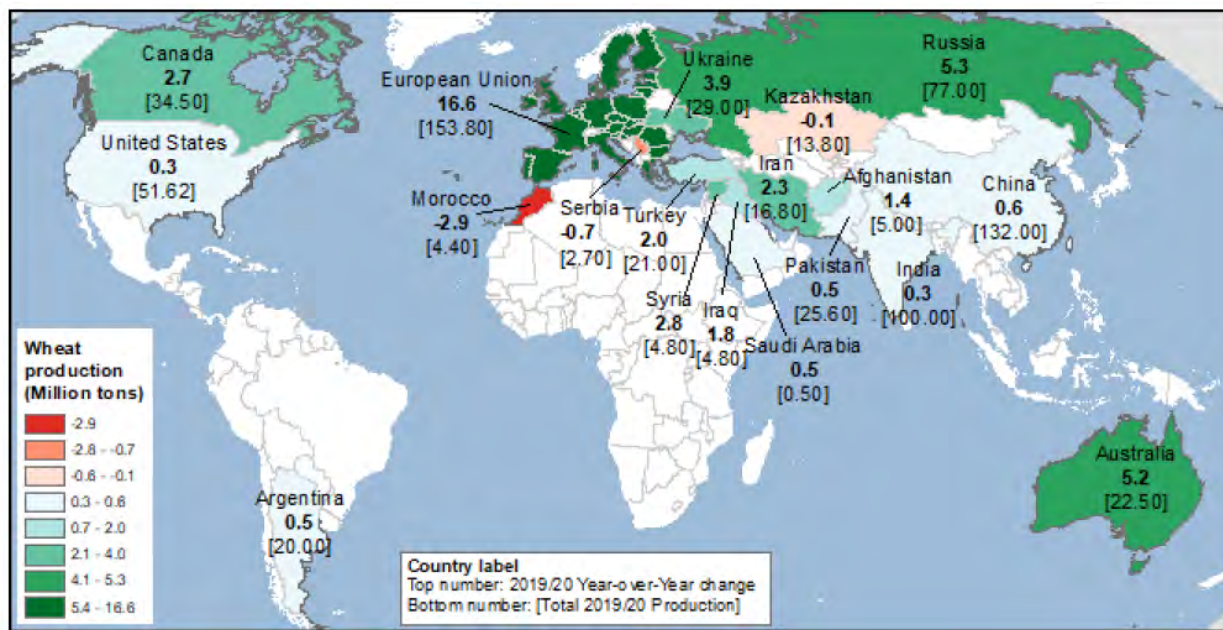 Canada
2.7
[34.50]
United States
0.3
[51.62]
European Union
16.6
[153.80]
Ukraine
3.9
[29.00]
Russia
5.3
[77.00]
Kazakhstan
-0.1
[13.80]
Morocco
-2.9
[4.40]
Serbia
-0.7
[2.70]
Turkey
2.0
[21.00]
Iran
2.3
[16.80]
Afghanistan
1.4
[5.00]
China
0.6
[132.00]
Syria
2.8
[4.80]
Iraq
1.8
[4.80]
Pakistan
0.5
[25.60]
India
0.3
[100.00]
Saudi Arabia
0.5
[0.50]
Australia
5.2
[22.50]
Argentina
0.5
[20.00]
Wheat
production
(Million tons)
-2.9
-2.8 - -0.7
-0.6 - -0.1
0.3 - 0.6
0.7 - 2.0
2.1 - 4.0
4.1 - 5.3
5.4 - 16.6
Country label
Top number: 2019/20 Year-over-Year change
Bottom number: [Total 2019/20 Production]